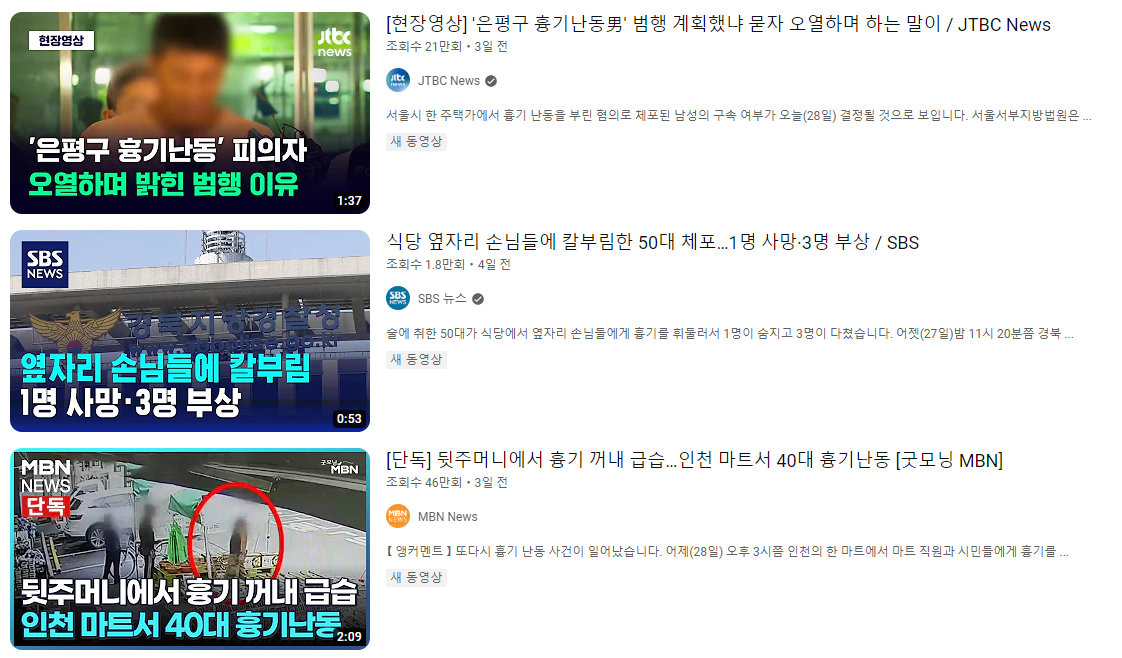 현장영상
jtbc
news
'은평구 흉기난동' 피의자
오열하며 밝힌 범행 이유
1:37
[현장영상] '은평구 흉기난동男' 범행 계획했냐 묻자 오열하며 하는 말이 / JTBC News
조회수 21만회 • 3일 전
jtbc
news
JTBC News
서울시 한 주택가에서 흉기 난동을 부린 혐의로 체포된 남성의 구속 여부가 오늘(28일) 결정될 것으로 보입니다. 서울서부지방법원은 ...
새 동영상
SBS
NEWS
경북지방경찰청
옆자리 손님들에 칼부림
1명 사망·3명 부상
0:53
식당 옆자리 손님들에 칼부림한 50대 체포…1명 사망·3명 부상 / SBS
조회수 1.8만회 • 4일 전
SBS
NEWS
SBS 뉴스
술에 취한 50대가 식당에서 옆자리 손님들에게 흉기를 휘둘러서 1명이 숨지고 3명이 다쳤습니다. 어젯(27일)밤 11시 20분쯤 경북 ...
새 동영상
MBN
NEWS
단독
굿모닝
MBN
뒷주머니에서 흉기 꺼내 급습
인천 마트서 40대 흉기난동
2:09
[단독] 뒷주머니에서 흉기 꺼내 급습…인천 마트서 40대 흉기난동 [굿모닝 MBN]
조회수 46만회 • 3일 전
MBN
NEWS
MBN News
【 앵커멘트 】 또다시 흉기 난동 사건이 일어났습니다. 어제(28일) 오후 3시쯤 인천의 한 마트에서 마트 직원과 시민들에게 흉기를 ...
새 동영상